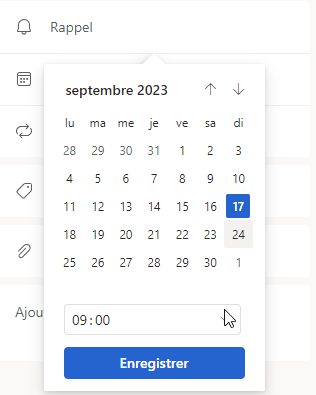 Rappel
septembre 2023
lu ma me je ve sa di
28 29 30 31 1 2 3
4 5 6 7 8 9 10
11 12 13 14 15 16 17
18 19 20 21 22 23 24
25 26 27 28 29 30 1
Ajou
09:00
Enregistrer